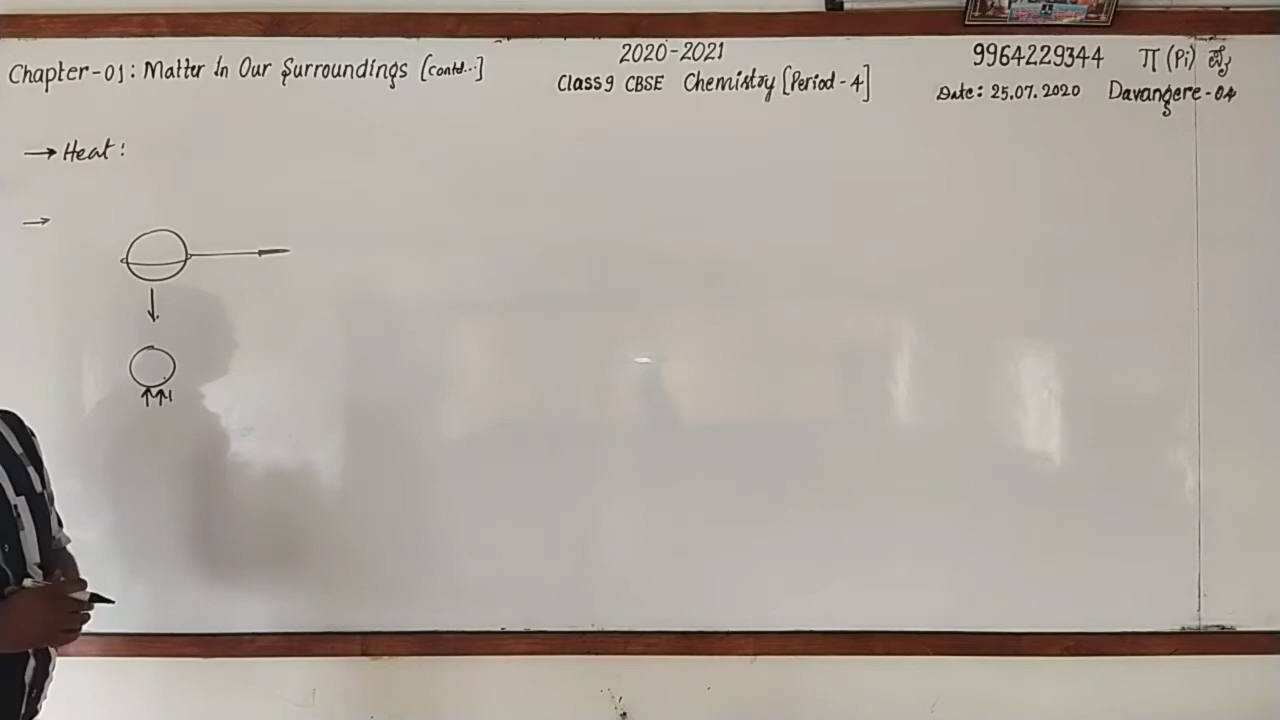 Chapter-01: Matter In Our Surroundings [Contd...]
2020-2021
Class 9 CBSE Chemistry [Period-4]
9964229344 π (Pi)
Date: 25.07.2020 Davangere-04
→ Heat:
→